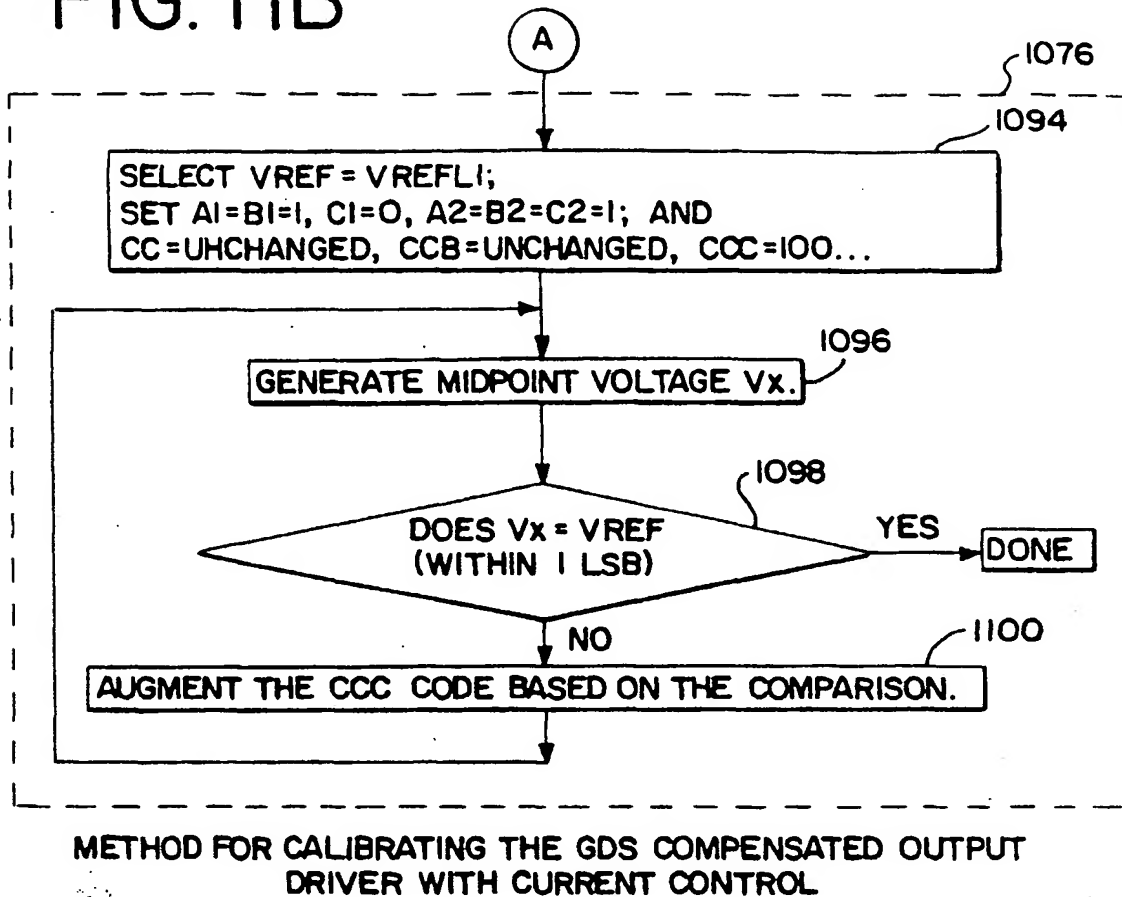 FIG. 11B
A
1076
1094
SELECT VREF = VREFL1;
SET A1=B1=1, C1=0, A2=B2=C2=1; AND
CC=UHCHANGED, CCB=UNCHANGED, CCC=100...
1096
GENERATE MIDPOINT VOLTAGE Vx.
1098
DOES Vx = VREF
(WITHIN 1 LSB)
YES
DONE
NO
1100
AUGMENT THE CCC CODE BASED ON THE COMPARISON.
METHOD FOR CALIBRATING THE GDS COMPENSATED OUTPUT
DRIVER WITH CURRENT CONTROL